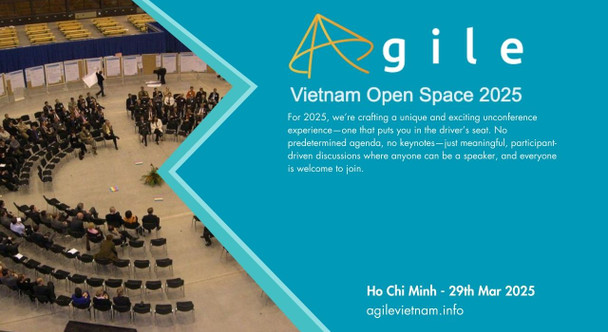 Agile
Vietnam Open Space 2025
For 2025, we're crafting a unique and exciting unconference
experience—one that puts you in the driver's seat. No
predetermined agenda, no keynotes—just meaningful, participant-
driven discussions where anyone can be a speaker, and everyone
is welcome to join.
Ho Chi Minh - 29th Mar 2025
agilevietnam.info